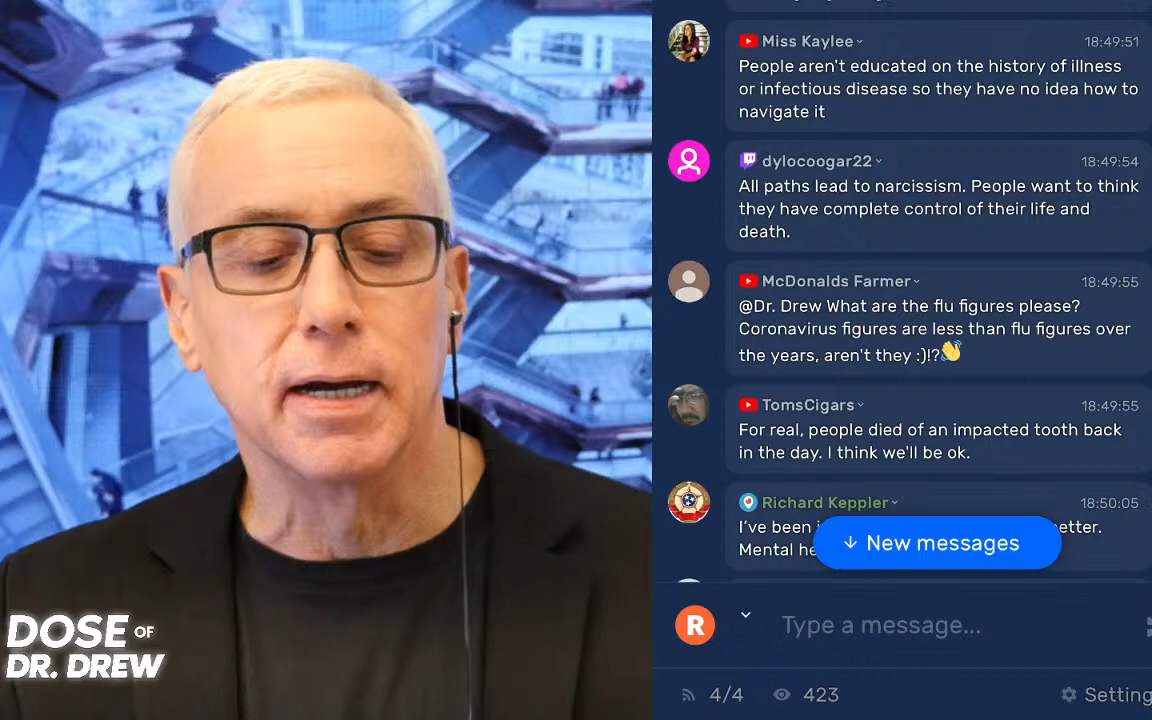 Miss Kaylee
18:49:51
People aren't educated on the history of illness
or infectious disease so they have no idea how to
navigate it
dylocoogar22
18:49:54
All paths lead to narcissism. People want to think
they have complete control of their life and
death.
McDonalds Farmer
18:49:55
@Dr. Drew What are the flu figures please?
Coronavirus figures are less than flu figures over
the years, aren't they :)!?👋
TomsCigars
18:49:55
For real, people died of an impacted tooth back
in the day. I think we'll be ok.
Richard Keppler
18:50:05
I've been
Mental
↓ New messages
R
Type a message...
4/4
423
DOSE OF
DR. DREW